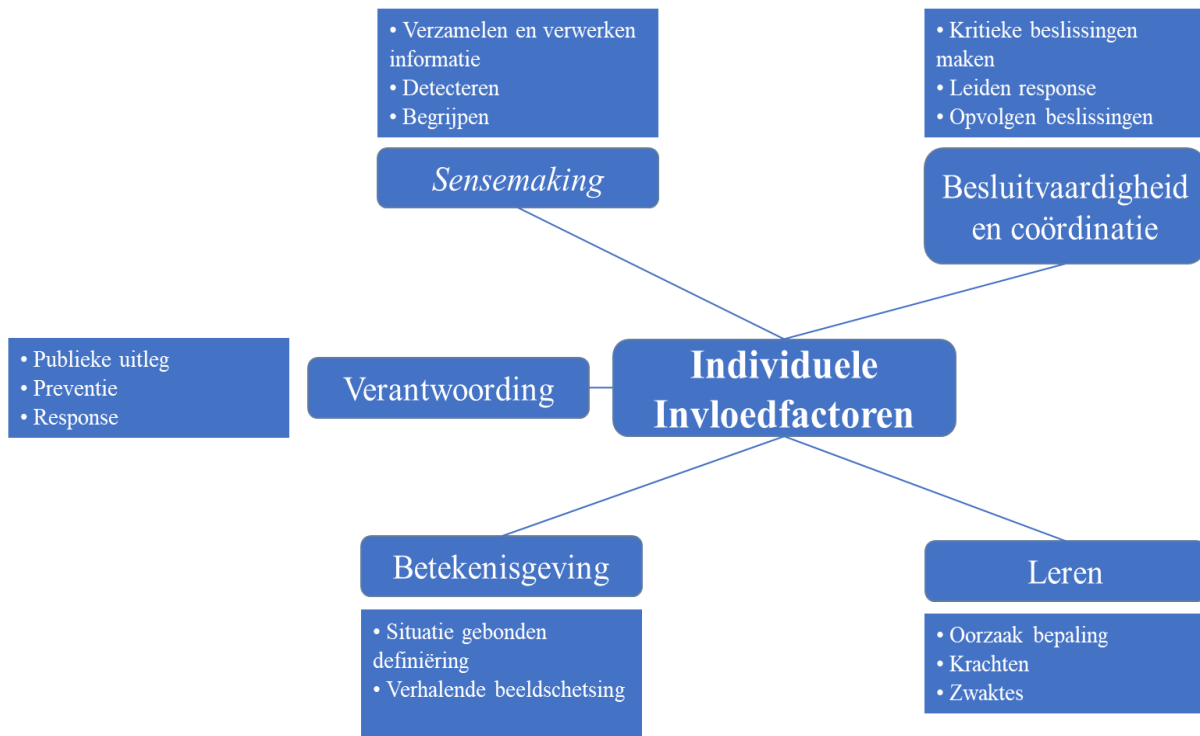 • Verzamelen en verwerken
informatie
• Detecteren
• Begrijpen
Sensemaking
• Kritieke beslissingen
maken
• Leiden response
• Opvolgen beslissingen
Besluitvaardigheid
en coördinatie
• Publieke uitleg
• Preventie
• Response
Verantwoording
Individuele
Invloedfactoren
Betekenisgeving
• Situatie gebonden
definiëring
• Verhalende beeldschetsing
Leren
• Oorzaak bepaling
• Krachten
• Zwaktes